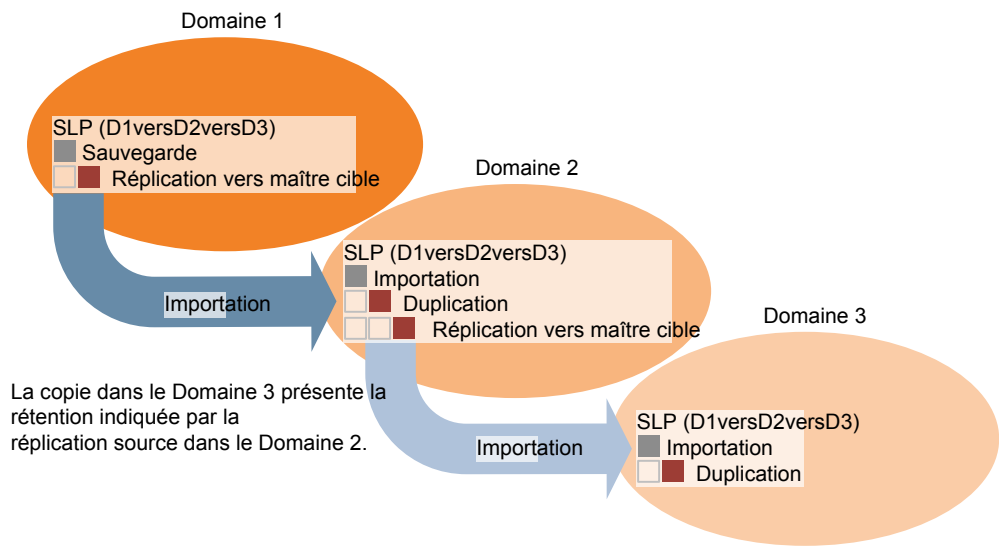 Domaine 1
SLP (D1versD2versD3)
Sauvegarde
Réplication vers maître cible
Importation
Domaine 2
SLP (D1versD2versD3)
Importation
Duplication
Réplication vers maître cible
Importation
Domaine 3
SLP (D1versD2versD3)
Importation
Duplication
La copie dans le Domaine 3 présente la
rétention indiquée par la
réplication source dans le Domaine 2.